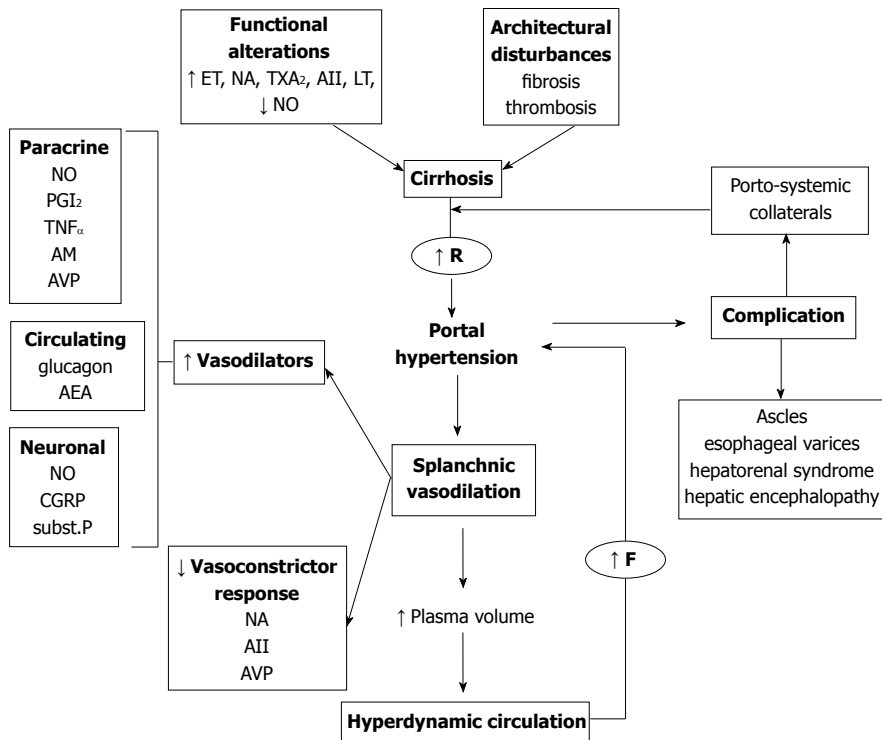 Functional
alterations
↑ ET, NA, TXA₂, AII, LT,
↓ NO
Architectural
disturbances
fibrosis
thrombosis
Paracrine
NO
PGI₂
TNFα
AM
AVP
Cirrhosis
Porto-systemic
collaterals
↑ R
Portal
hypertension
Complication
Circulating
glucagon
AEA
↑ Vasodilators
Neuronal
NO
CGRP
subst.P
Splanchnic
vasodilation
Ascles
esophageal varices
hepatorenal syndrome
hepatic encephalopathy
↓ Vasoconstrictor
response
NA
AII
AVP
↑ F
↑ Plasma volume
Hyperdynamic circulation